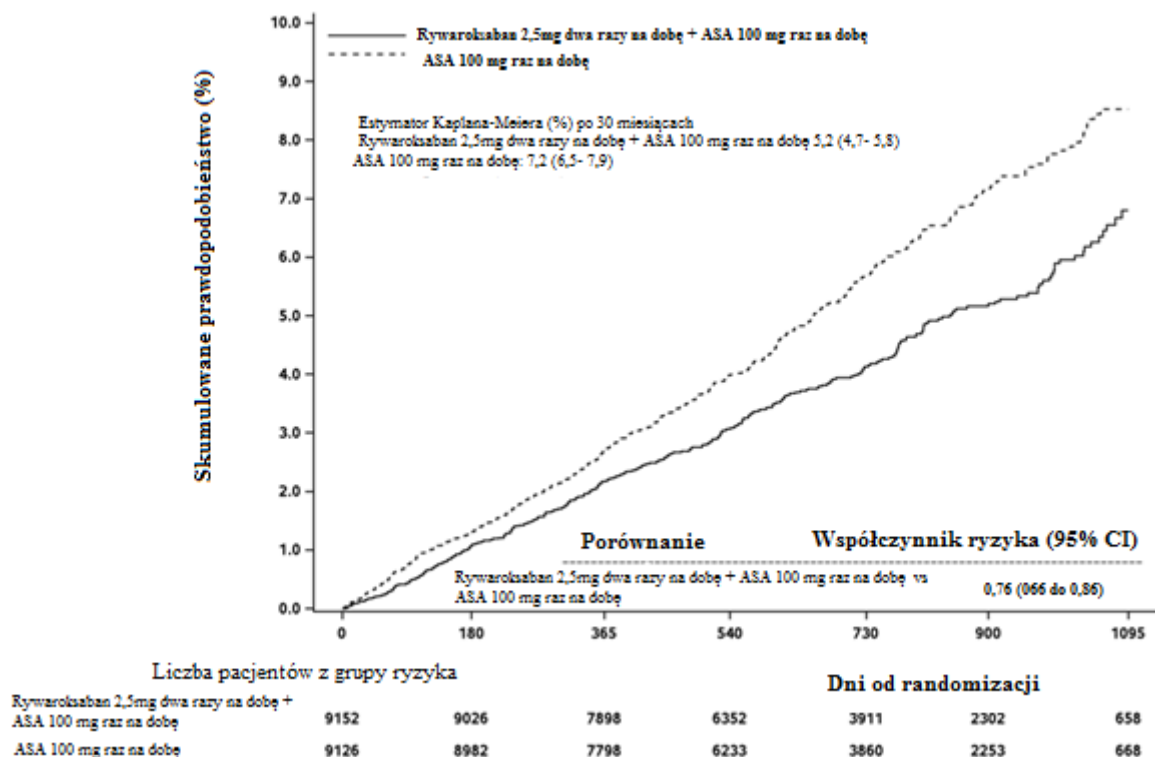 10.0
Rywaroksaban 2,5mg dwa razy na dobę + ASA 100 mg raz na dobę
ASA 100 mg raz na dobę
9.0
Estymator Kaplana-Meiera (%) po 30 miesiącach
Rywaroksaban 2,5mg dwa razy na dobę + ASA 100 mg raz na dobę 5,2 (4,7- 5,8)
8.0
ASA 100 mg raz na dobę: 7,2 (6,5- 7,9)
Skumulowane prawdopodobieństwo (%)
7.0
6.0
5.0
4.0
3.0
2.0
Porównanie Współczynnik ryzyka (95% CI)
1.0
Rywaroksaban 2,5mg dwa razy na dobę + ASA 100 mg raz na dobę vs
ASA 100 mg raz na dobę
0,76 (066 do 0,86)
0.0
0 180 365 540 730 900 1095
Liczba pacjentów z grupy ryzyka
Dni od randomizacji
Rywaroksaban 2,5mg dwa razy na dobę +
ASA 100 mg raz na dobę 9152 9026 7898 6352 3911 2302 658
ASA 100 mg raz na dobę 9126 8982 7798 6233 3860 2253 668